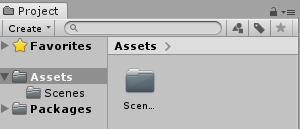 Project
Create
Favorites
Assets
Assets
Scenes
Scen...
Packages